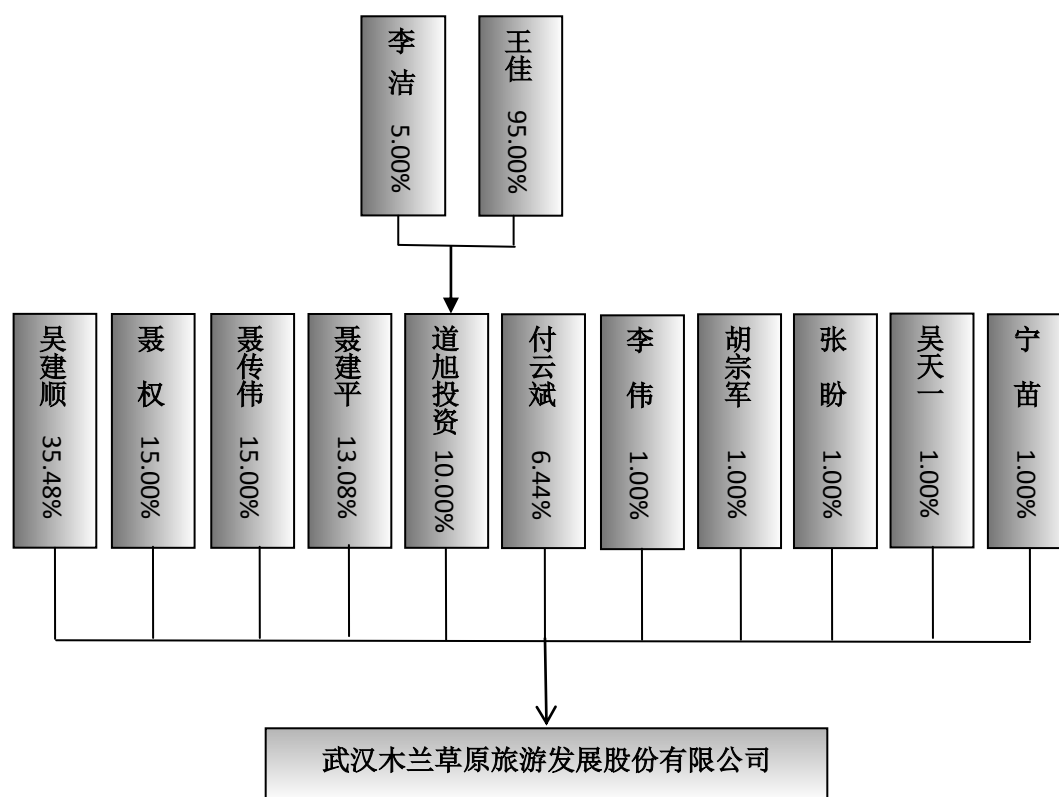 李洁 5.00%
王佳 95.00%
吴建顺 35.48%
聂权 15.00%
聂传伟 15.00%
聂建平 13.08%
道旭投资 10.00%
付云斌 6.44%
李伟 1.00%
胡宗军 1.00%
张盼 1.00%
吴天一 1.00%
宁苗 1.00%
武汉木兰草原旅游发展股份有限公司